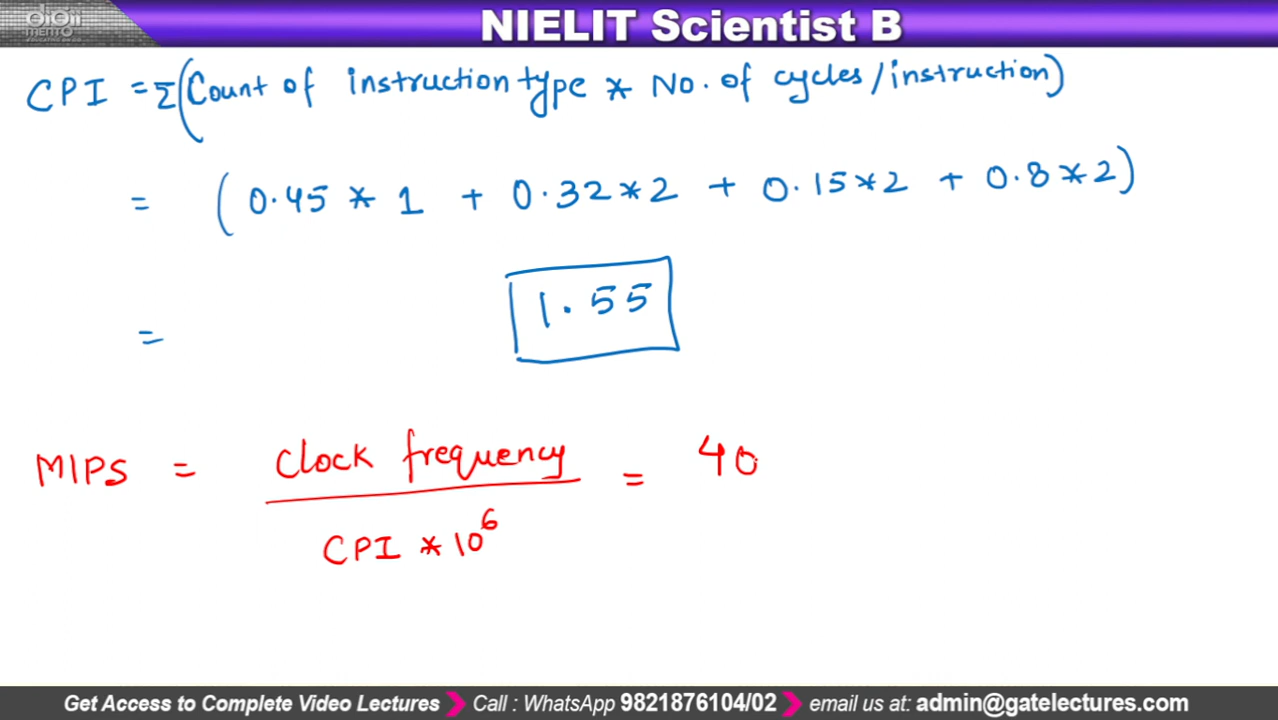 digii
MENTO
NIELIT Scientist B
CPI = Σ(Count of instruction type * No. of cycles/instruction)
= (0.45 * 1 + 0.32*2 + 0.15*2 + 0.8*2)
= 1.55
MIPS = Clock frequency = 40
CPI * 10^6
Get Access to Complete Video Lectures Call : WhatsApp 9821876104/02 email us at: admin@gatelectures.com